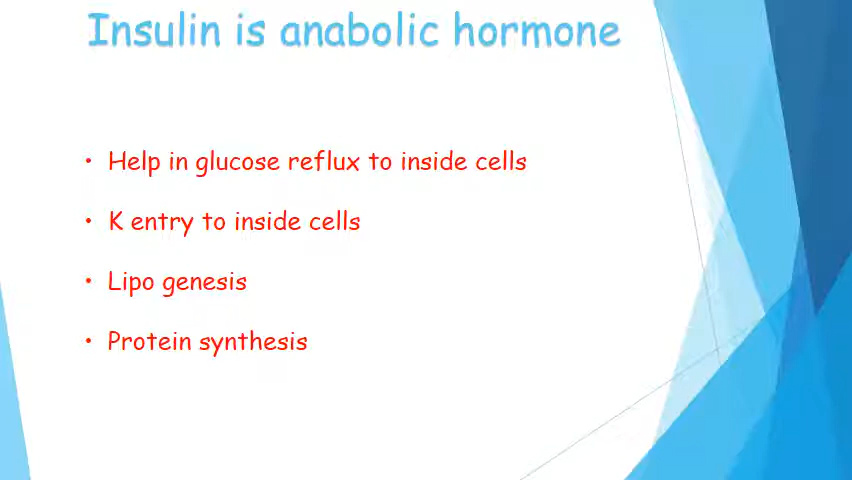 Insulin is anabolic hormone
• Help in glucose reflux to inside cells
• K entry to inside cells
• Lipo genesis
• Protein synthesis